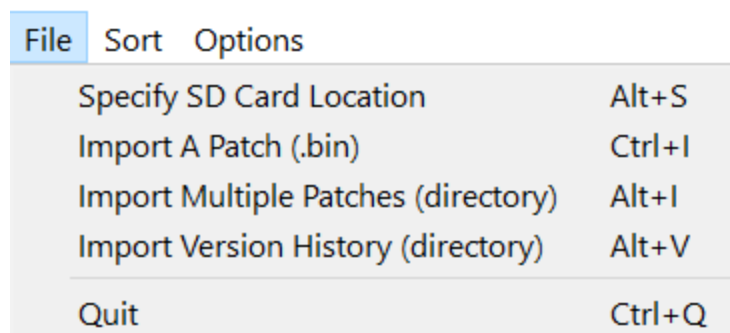 File Sort Options
Specify SD Card Location Alt+S
Import A Patch (.bin) Ctrl+I
Import Multiple Patches (directory) Alt+I
Import Version History (directory) Alt+V
Quit Ctrl+Q